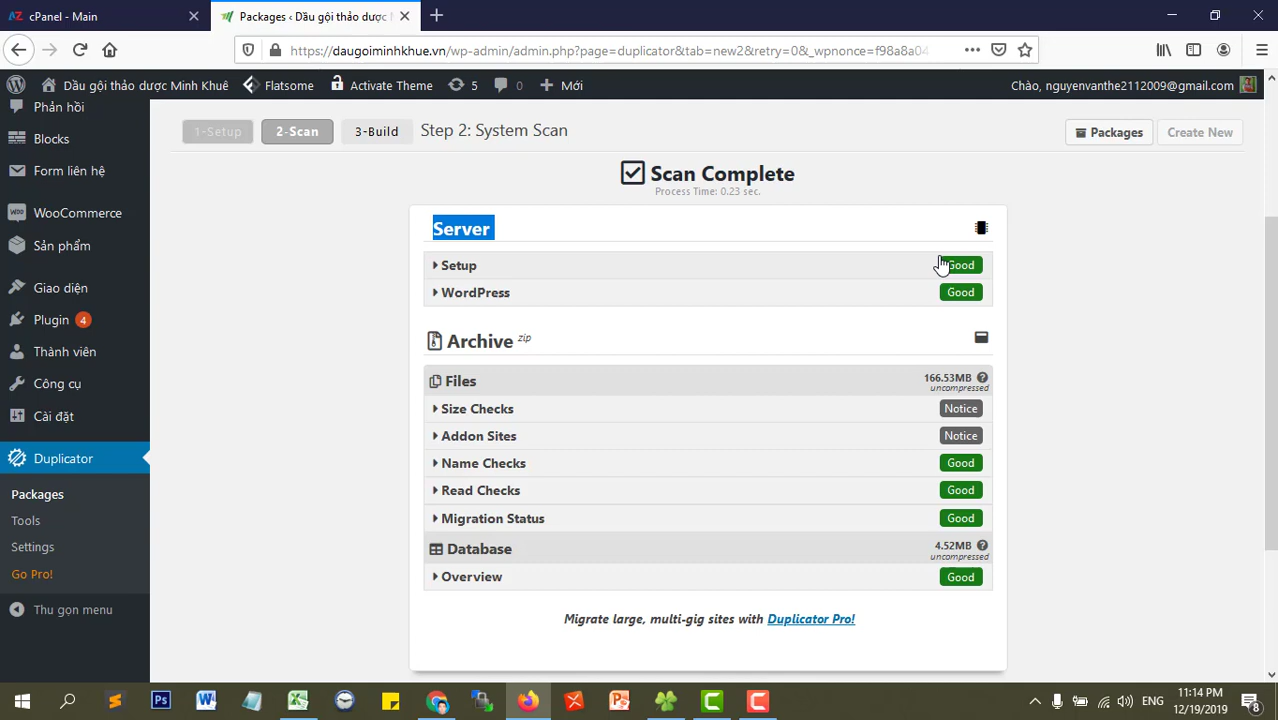 cPanel - Main
Packages ‹ Dầu gội thảo dược
https://daugoiminhkhue.vn/wp-admin/admin.php?page=duplicator&tab=new2&retry=0&_wpnonce=f98a8a04
Dầu gội thảo dược Minh Khuê
Flatsome
Activate Theme
5
0
Mới
Chào, nguyenvanthe2112009@gmail.com
Phản hồi
Blocks
Form liên hệ
WooCommerce
Sản phẩm
Giao diện
Plugin 4
Thành viên
Công cụ
Cài đặt
Duplicator
Packages
Tools
Settings
Go Pro!
Thu gọn menu
1-Setup
2-Scan
3-Build
Step 2: System Scan
Packages
Create New
Scan Complete
Process Time: 0.23 sec.
Server
Setup Good
WordPress Good
Archive zip
Files 166.53MB
uncompressed
Size Checks Notice
Addon Sites Notice
Name Checks Good
Read Checks Good
Migration Status Good
Database 4.52MB
uncompressed
Overview Good
Migrate large, multi-gig sites with Duplicator Pro!
ENG
11:14 PM
12/19/2019
8